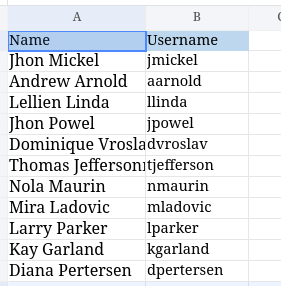 A B
Name Username
Jhon Mickel jmickel
Andrew Arnold aarnold
Lellien Linda llinda
Jhon Powel jpowel
Dominique Vrosla dvroslav
Thomas Jefferson tjefferson
Nola Maurin nmaurin
Mira Ladovic mladovic
Larry Parker lparker
Kay Garland kgarland
Diana Pertersen dpertersen